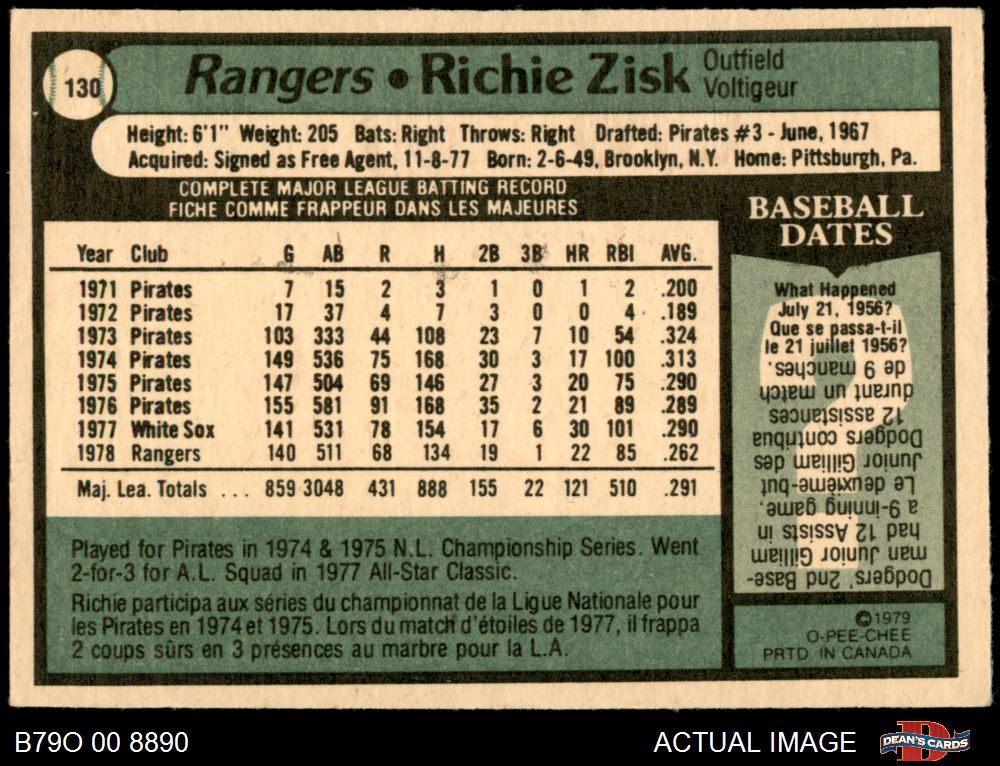 130
Rangers • Richie Zisk Outfield
Voltigeur
Height: 6'1" Weight: 205 Bats: Right Throws: Right Drafted: Pirates #3 - June, 1967
Acquired: Signed as Free Agent, 11-8-77 Born: 2-6-49, Brooklyn, N.Y. Home: Pittsburgh, Pa.
COMPLETE MAJOR LEAGUE BATTING RECORD
FICHE COMME FRAPPEUR DANS LES MAJEURES
Year Club G AB R H 2B 3B HR RBI AVG.
1971 Pirates 7 15 2 3 1 0 1 2 .200
1972 Pirates 17 37 4 7 3 0 0 4 .189
1973 Pirates 103 333 44 108 23 7 10 54 .324
1974 Pirates 149 536 75 168 30 3 17 100 .313
1975 Pirates 147 504 69 146 27 3 20 75 .290
1976 Pirates 155 581 91 168 35 2 21 89 .289
1977 White Sox 141 531 78 154 17 6 30 101 .290
1978 Rangers 140 511 68 134 19 1 22 85 .262
Maj. Lea. Totals ... 859 3048 431 888 155 22 121 510 .291
Played for Pirates in 1974 & 1975 N.L. Championship Series. Went
2-for-3 for A.L. Squad in 1977 All-Star Classic.
Richie participa aux séries du championnat de la Ligue Nationale pour
les Pirates en 1974 et 1975. Lors du match d'étoiles de 1977, il frappa
2 coups sûrs en 3 présences au marbre pour la L.A.
BASEBALL
DATES
What Happened
July 21, 1956?
Que se passa-t-il
le 21 juillet 1956?
Dodgers' 2nd Base-
man Junior Gilliam
had 12 Assists in
a 9-inning game.
Le deuxième-but
Junior Gilliam des
Dodgers contribua
12 assistances
durant un match
de 9 manches.
©1979
O-PEE-CHEE
PRTD IN CANADA
B79O 00 8890
ACTUAL IMAGE
DEAN'S CARDS